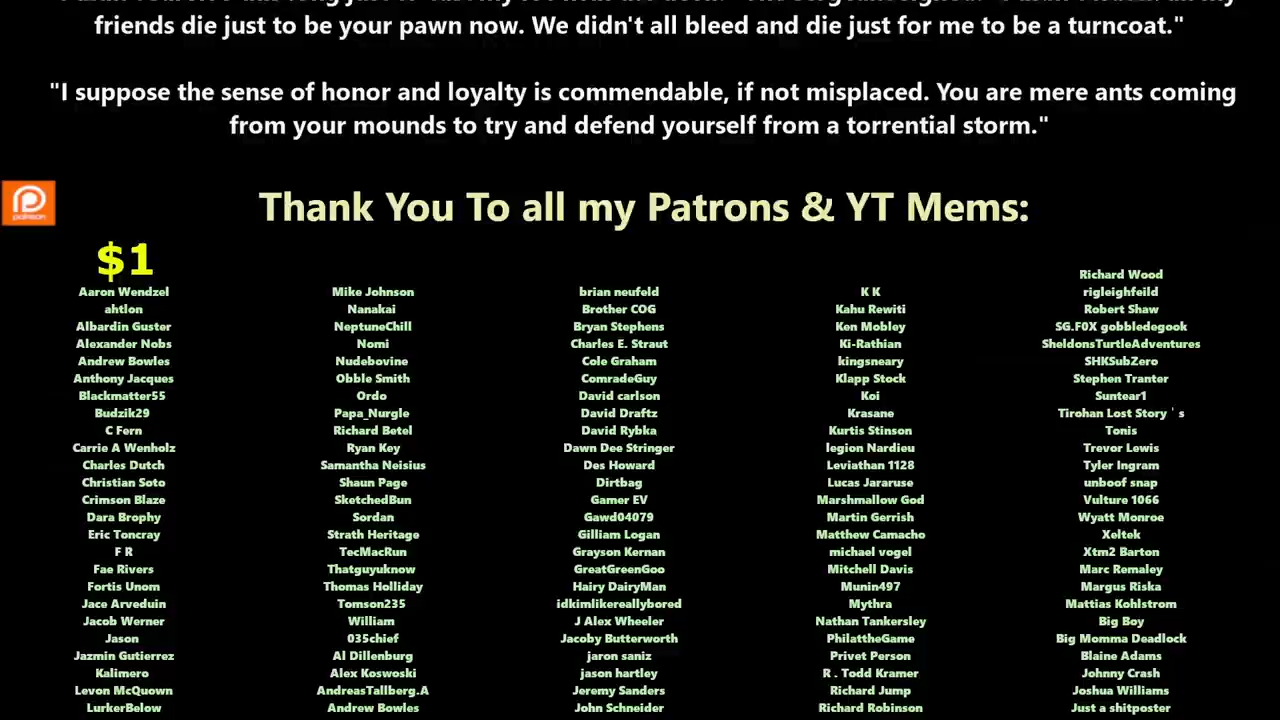 friends die just to be your pawn now. We didn't all bleed and die just for me to be a turncoat."
"I suppose the sense of honor and loyalty is commendable, if not misplaced. You are mere ants coming
from your mounds to try and defend yourself from a torrential storm."
patreon
Thank You To all my Patrons & YT Mems:
$1
Aaron Wendzel
ahtlon
Albardin Guster
Alexander Nobs
Andrew Bowles
Anthony Jacques
Blackmatter55
Budzik29
C Fern
Carrie A Wenholz
Charles Dutch
Christian Soto
Crimson Blaze
Dara Brophy
Eric Toncray
F R
Fae Rivers
Fortis Unom
Jace Arveduin
Jacob Werner
Jason
Jazmin Gutierrez
Kalimero
Levon McQuown
LurkerBelow
Mike Johnson
Nanakai
NeptuneChill
Nomi
Nudebovine
Obble Smith
Ordo
Papa_Nurgle
Richard Betel
Ryan Key
Samantha Neisius
Shaun Page
SketchedBun
Sordan
Strath Heritage
TecMacRun
Thatguyuknow
Thomas Holliday
Tomson235
William
035chief
Al Dillenburg
Alex Koswoski
AndreasTallberg.A
Andrew Bowles
brian neufeld
Brother COG
Bryan Stephens
Charles E. Straut
Cole Graham
ComradeGuy
David carlson
David Draftz
David Rybka
Dawn Dee Stringer
Des Howard
Dirtbag
Gamer EV
Gawd04079
Gilliam Logan
Grayson Kernan
GreatGreenGoo
Hairy DairyMan
idkimlikereallybored
J Alex Wheeler
Jacoby Butterworth
jaron saniz
jason hartley
Jeremy Sanders
John Schneider
K K
Kahu Rewiti
Ken Mobley
Ki-Rathian
kingsneary
Klapp Stock
Koi
Krasane
Kurtis Stinson
legion Nardieu
Leviathan 1128
Lucas Jararuse
Marshmallow God
Martin Gerrish
Matthew Camacho
michael vogel
Mitchell Davis
Munin497
Mythra
Nathan Tankersley
PhilattheGame
Privet Person
R . Todd Kramer
Richard Jump
Richard Robinson
Richard Wood
rigleighfeild
Robert Shaw
SG.F0X gobbledegook
SheldonsTurtleAdventures
SHKSubZero
Stephen Tranter
Suntear1
Tirohan Lost Story ' s
Tonis
Trevor Lewis
Tyler Ingram
unboof snap
Vulture 1066
Wyatt Monroe
Xeltek
Xtm2 Barton
Marc Remaley
Margus Riska
Mattias Kohlstrom
Big Boy
Big Momma Deadlock
Blaine Adams
Johnny Crash
Joshua Williams
Just a shitposter